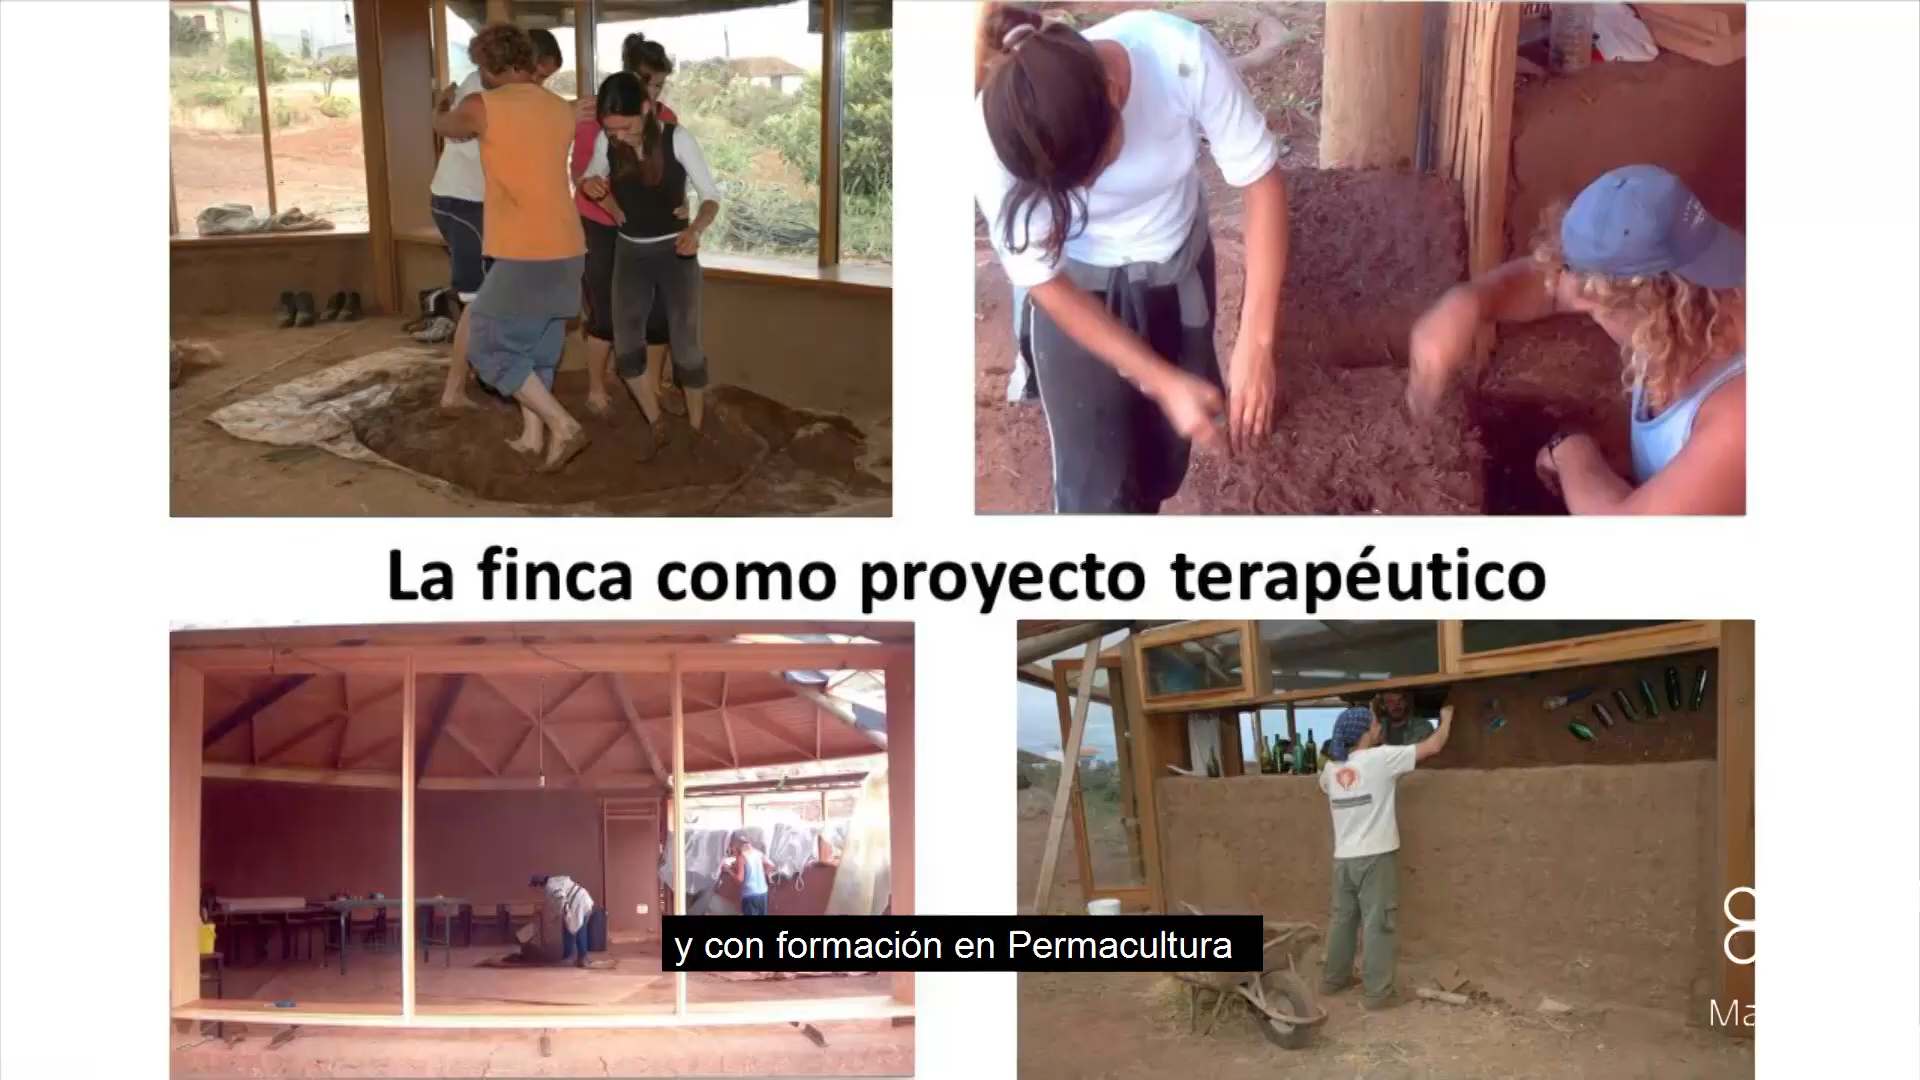 La finca como proyecto terapéutico
y con formación en Permacultura